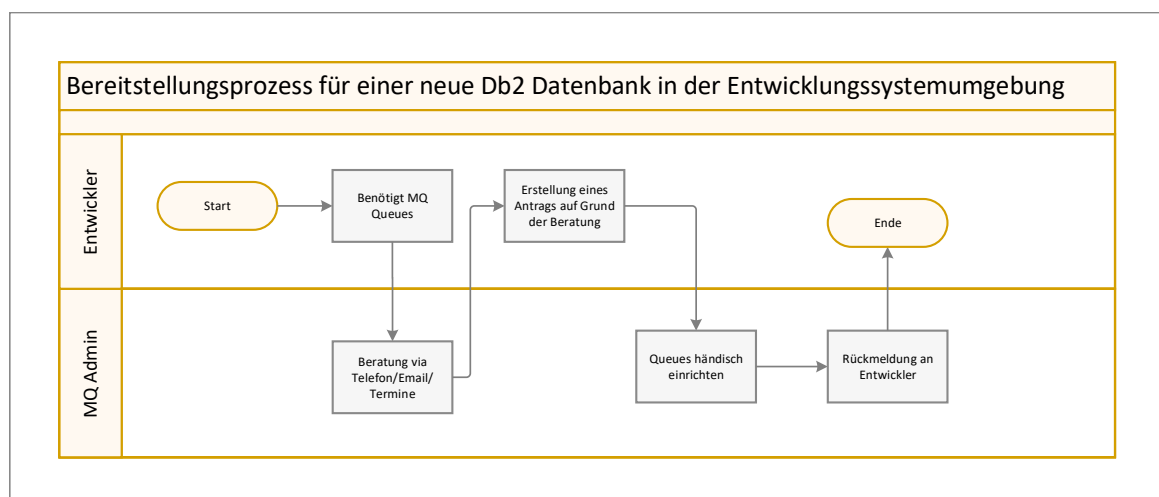 Bereitstellungsprozess für einer neue Db2 Datenbank in der Entwicklungssystemumgebung
Entwickler
Start
Benötigt MQ
Queues
Erstellung eines
Antrags auf Grund
der Beratung
Ende
MQ Admin
Beratung via
Telefon/Email/
Termine
Queues händisch
einrichten
Rückmeldung an
Entwickler